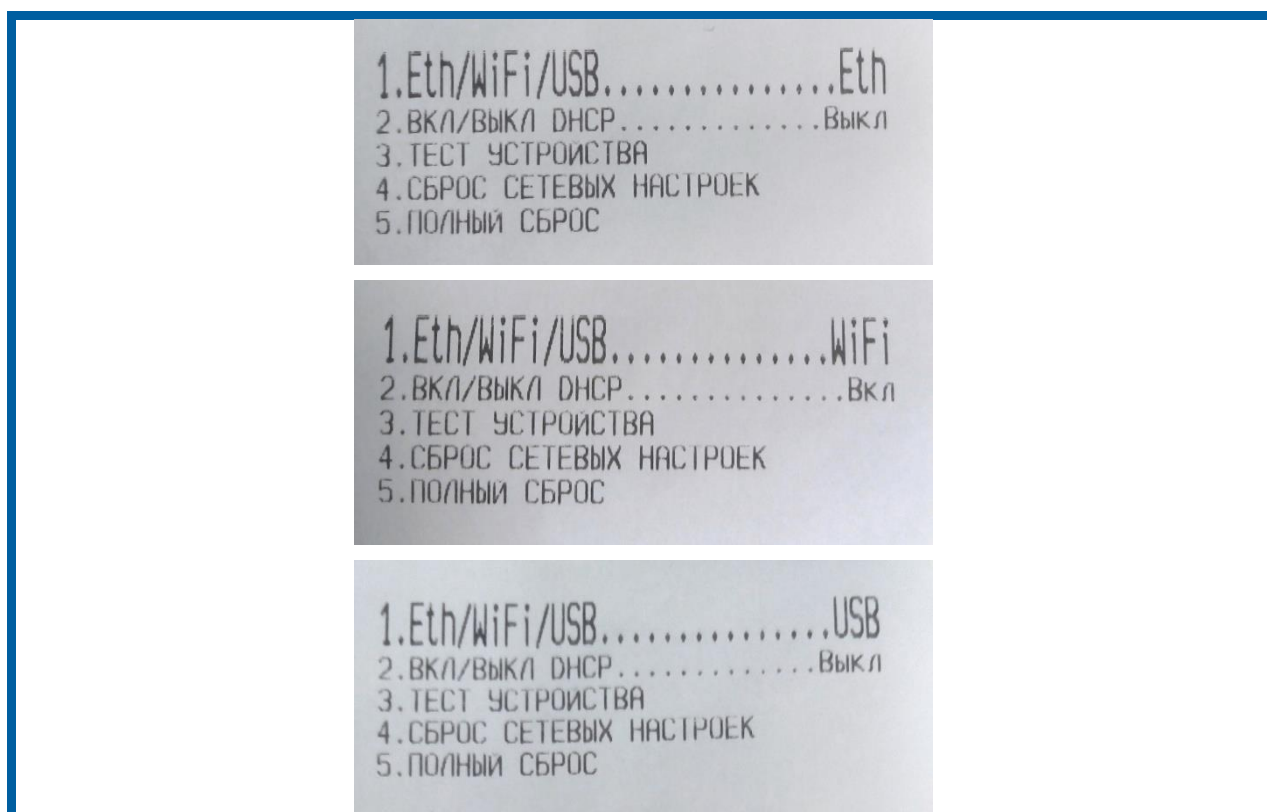 1.Eth/WiFi/USB...............Eth
2.ВКЛ/ВЫКЛ DHCP.............Выкл
3.ТЕСТ УСТРОЙСТВА
4.СБРОС СЕТЕВЫХ НАСТРОЕК
5.ПОЛНЫЙ СБРОС
1.Eth/WiFi/USB..............WiFi
2.ВКЛ/ВЫКЛ DHCP..............Вкл
3.ТЕСТ УСТРОЙСТВА
4.СБРОС СЕТЕВЫХ НАСТРОЕК
5.ПОЛНЫЙ СБРОС
1.Eth/WiFi/USB...............USB
2.ВКЛ/ВЫКЛ DHCP.............Выкл
3.ТЕСТ УСТРОЙСТВА
4.СБРОС СЕТЕВЫХ НАСТРОЕК
5.ПОЛНЫЙ СБРОС